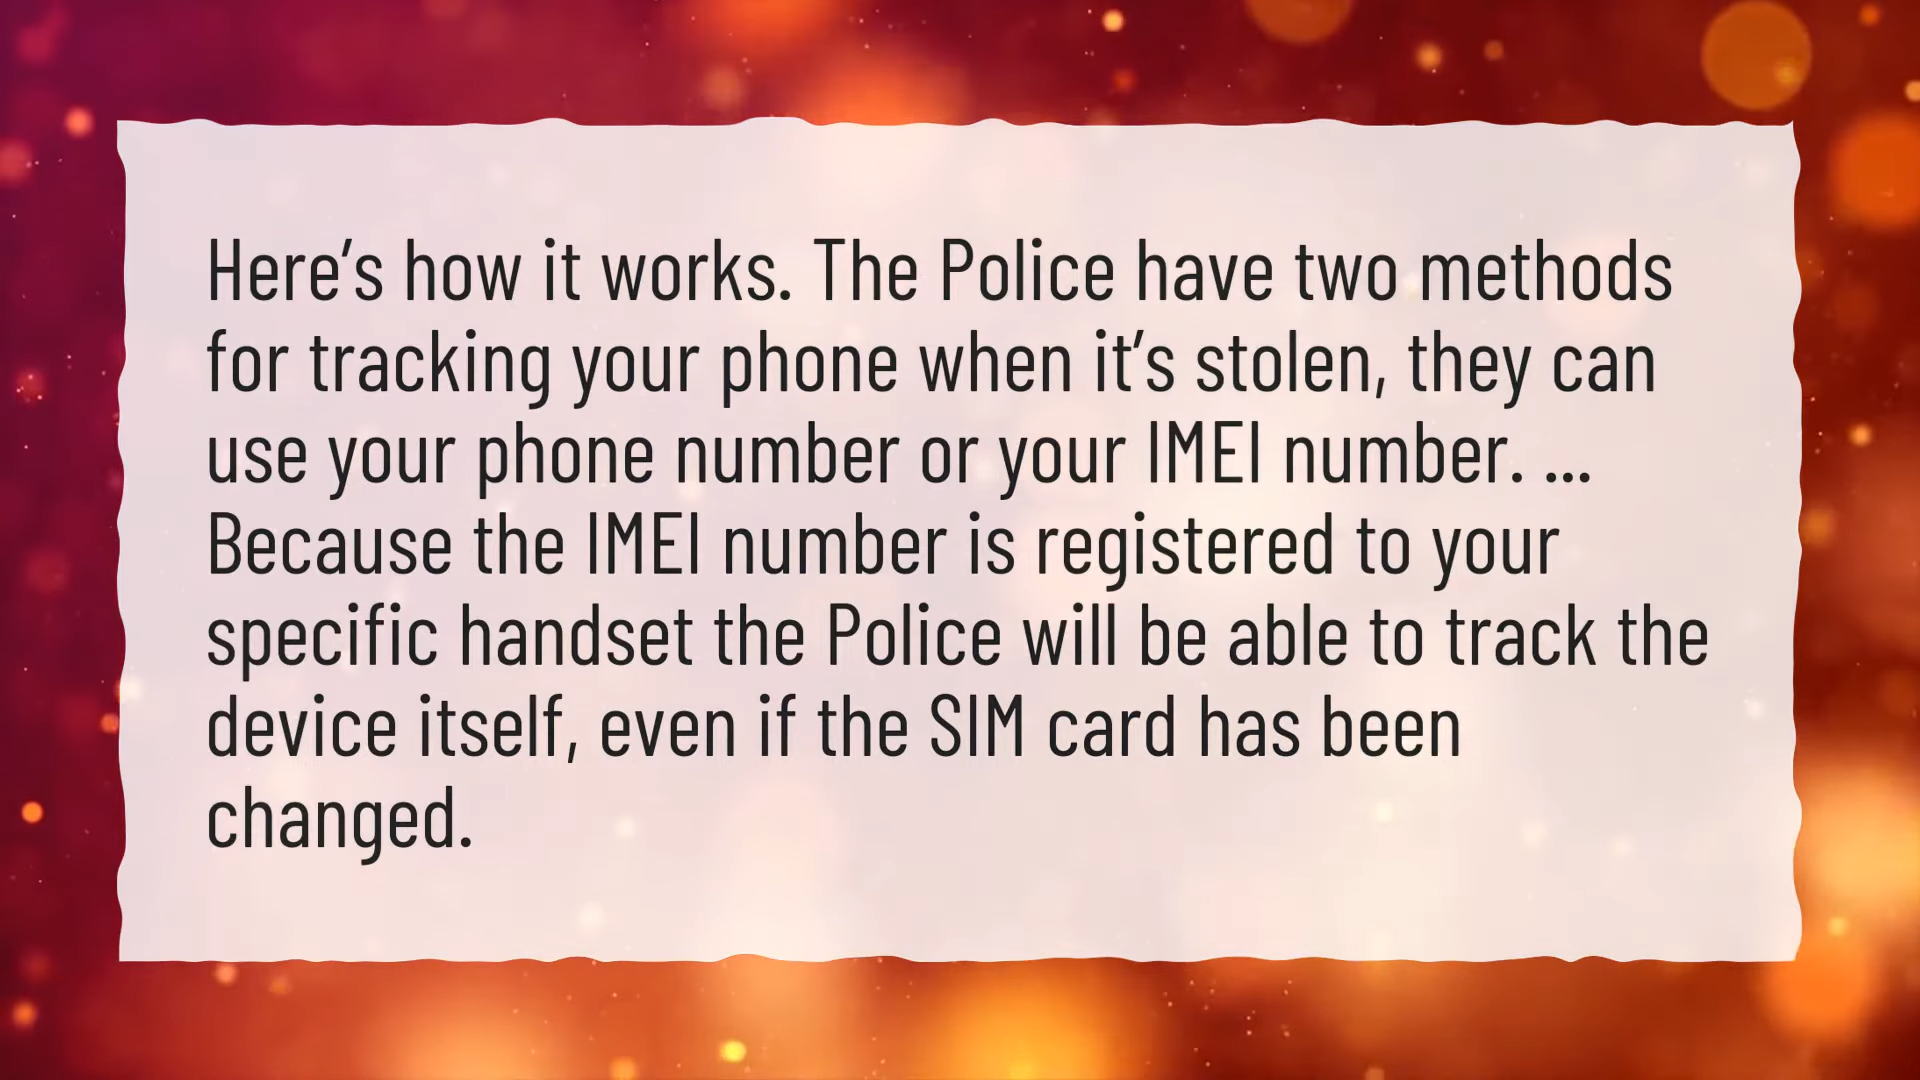 Here’s how it works. The Police have two methods
for tracking your phone when it’s stolen, they can
use your phone number or your IMEI number. ...
Because the IMEI number is registered to your
specific handset the Police will be able to track the
device itself, even if the SIM card has been
changed.